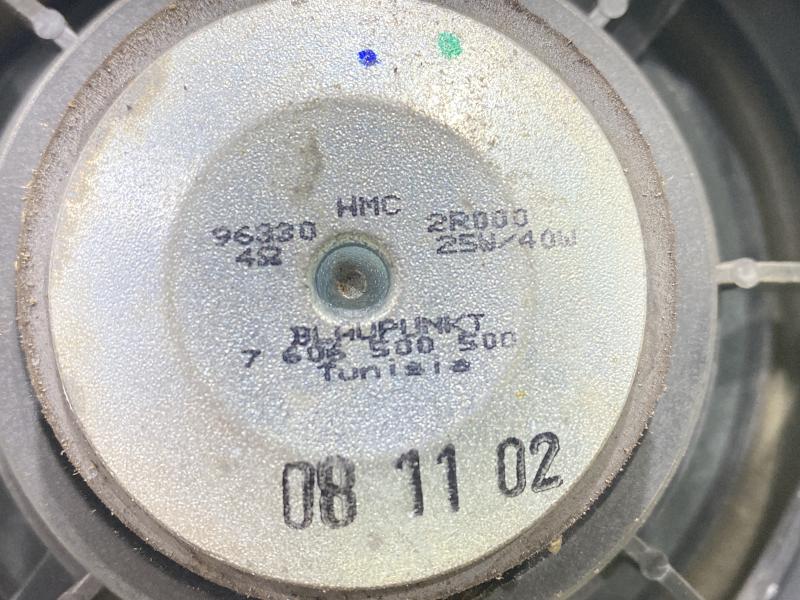 HMC
96330 2R000
4Ω 25W/40W
BLAUPUNKT
7 606 500 500
Tunisia
08 11 02